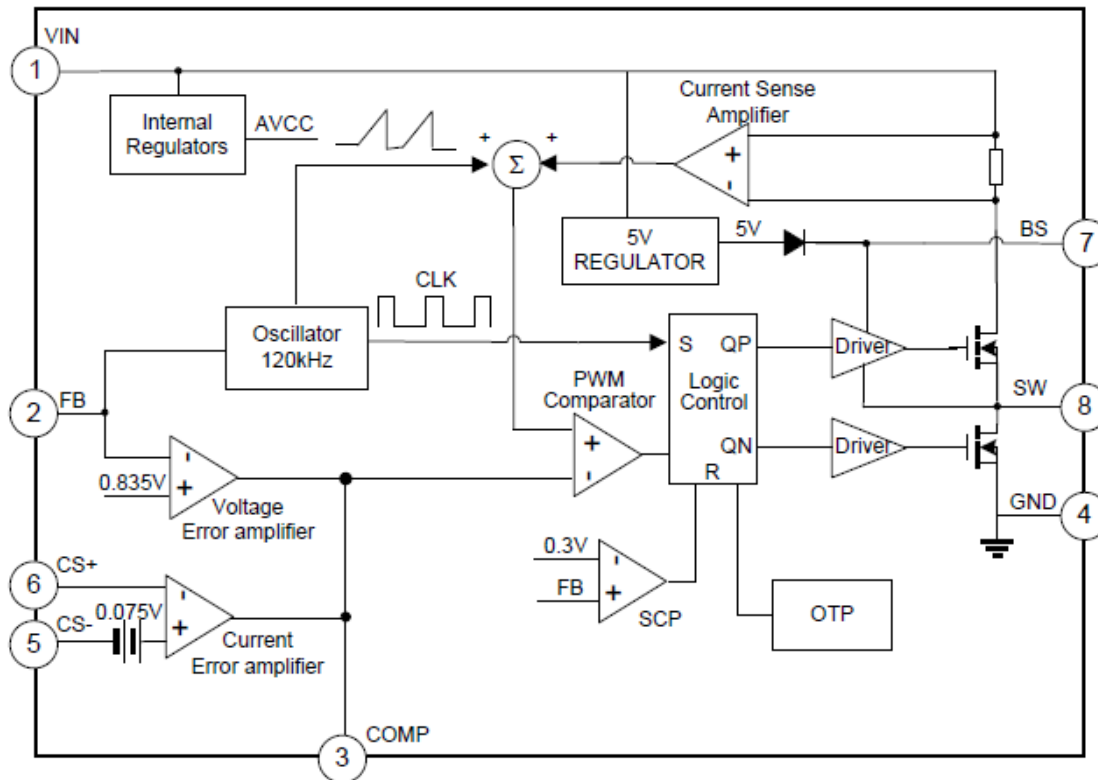 VIN
1
Internal
Regulators
AVCC
+
Σ
+
Current Sense
Amplifier
+
-
5V
REGULATOR
5V
BS
7
CLK
Oscillator
120kHz
S
QP
Logic
Control
QN
R
Driver
SW
8
2
FB
PWM
Comparator
+
-
Driver
-
+
0.835V
Voltage
Error amplifier
GND
4
6
CS+
5
CS-
0.075V
-
+
Current
Error amplifier
0.3V
FB
-
+
SCP
OTP
COMP
3